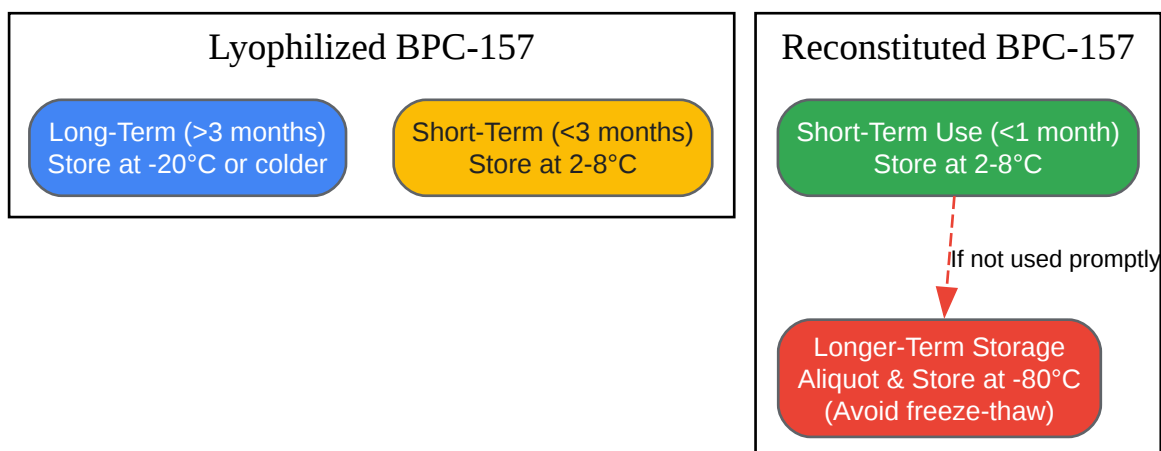 Lyophilized BPC-157
Long-Term (>3 months)
Store at -20°C or colder
Short-Term (<3 months)
Store at 2-8°C
Reconstituted BPC-157
Short-Term Use (<1 month)
Store at 2-8°C
If not used promptly
Longer-Term Storage
Aliquot & Store at -80°C
(Avoid freeze-thaw)